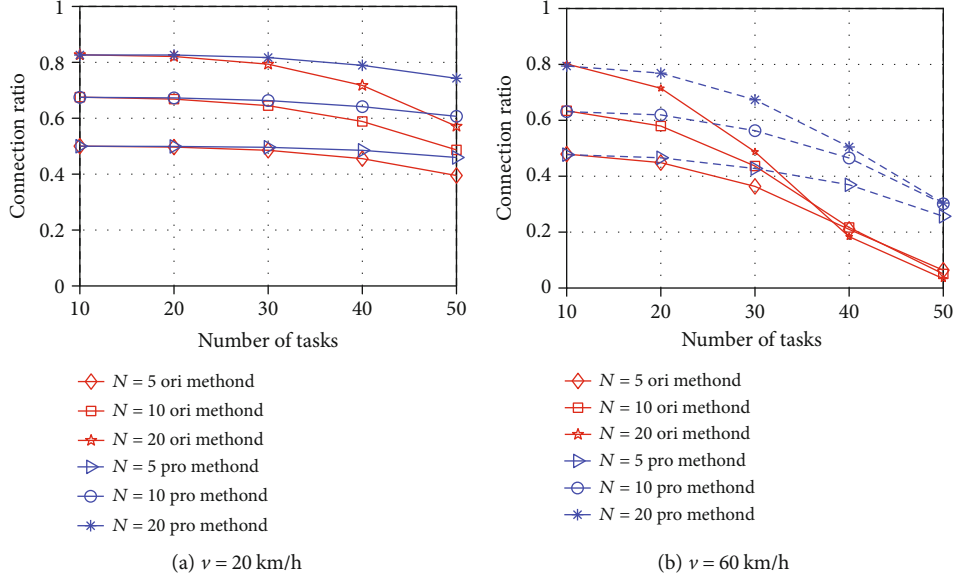 1
0.8
0.6
0.4
0.2
0
Connection ratio
10 20 30 40 50
Number of tasks
N = 5 ori methond
N = 10 ori methond
N = 20 ori methond
N = 5 pro methond
N = 10 pro methond
N = 20 pro methond
(a) v = 20 km/h
1
0.8
0.6
0.4
0.2
0
Connection ratio
10 20 30 40 50
Number of tasks
N = 5 ori methond
N = 10 ori methond
N = 20 ori methond
N = 5 pro methond
N = 10 pro methond
N = 20 pro methond
(b) v = 60 km/h